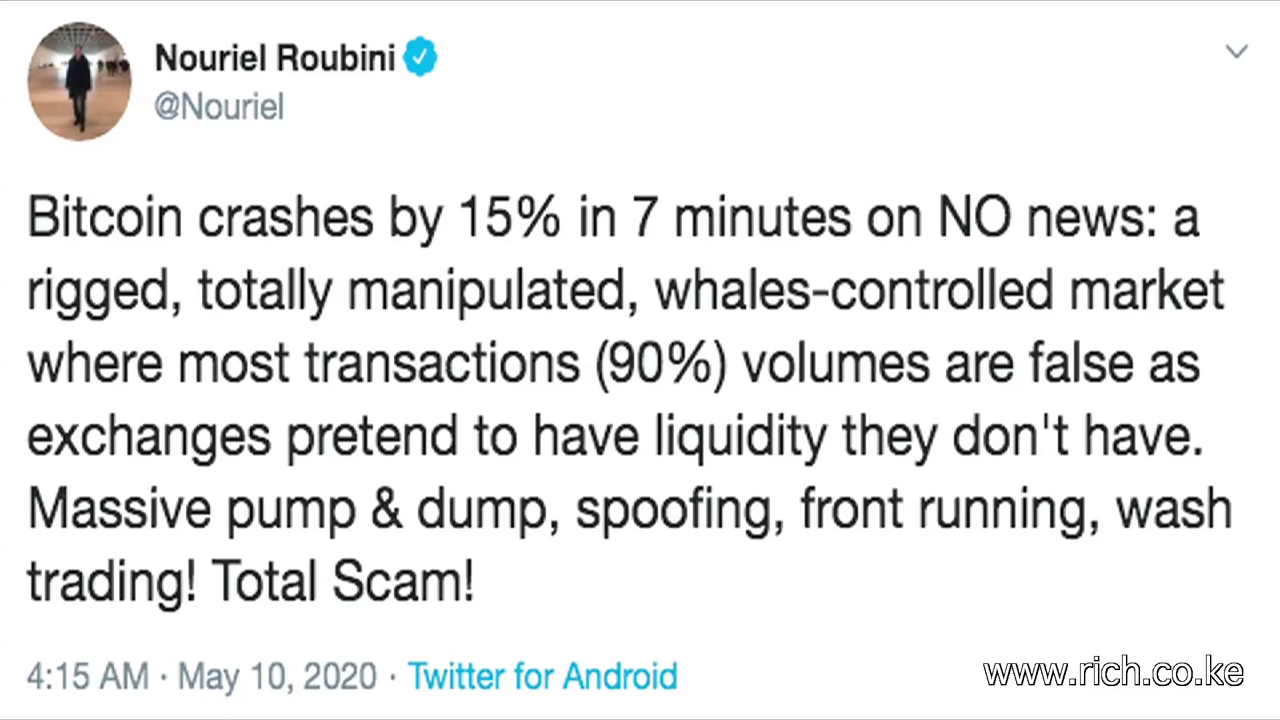 Nouriel Roubini
@Nouriel
Bitcoin crashes by 15% in 7 minutes on NO news: a
rigged, totally manipulated, whales-controlled market
where most transactions (90%) volumes are false as
exchanges pretend to have liquidity they don't have.
Massive pump & dump, spoofing, front running, wash
trading! Total Scam!
4:15 AM · May 10, 2020 · Twitter for Android
www.rich.co.ke